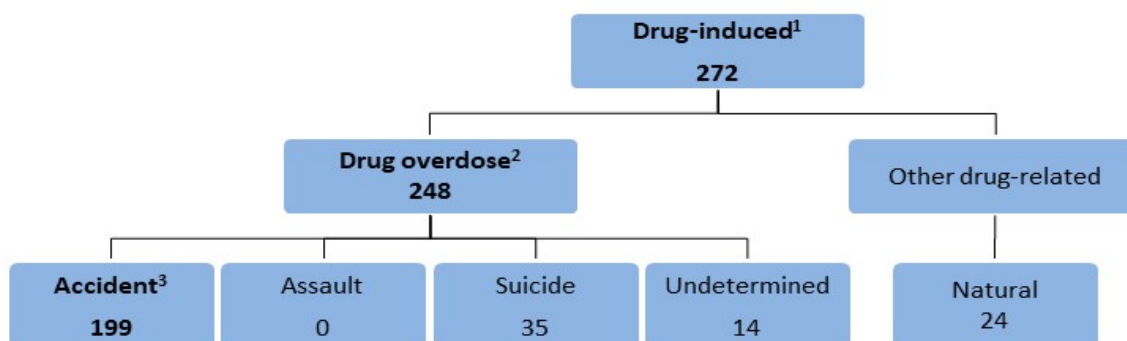 Drug-induced¹
272
Drug overdose²
248
Other drug-related
Accident³
199
Assault
0
Suicide
35
Undetermined
14
Natural
24